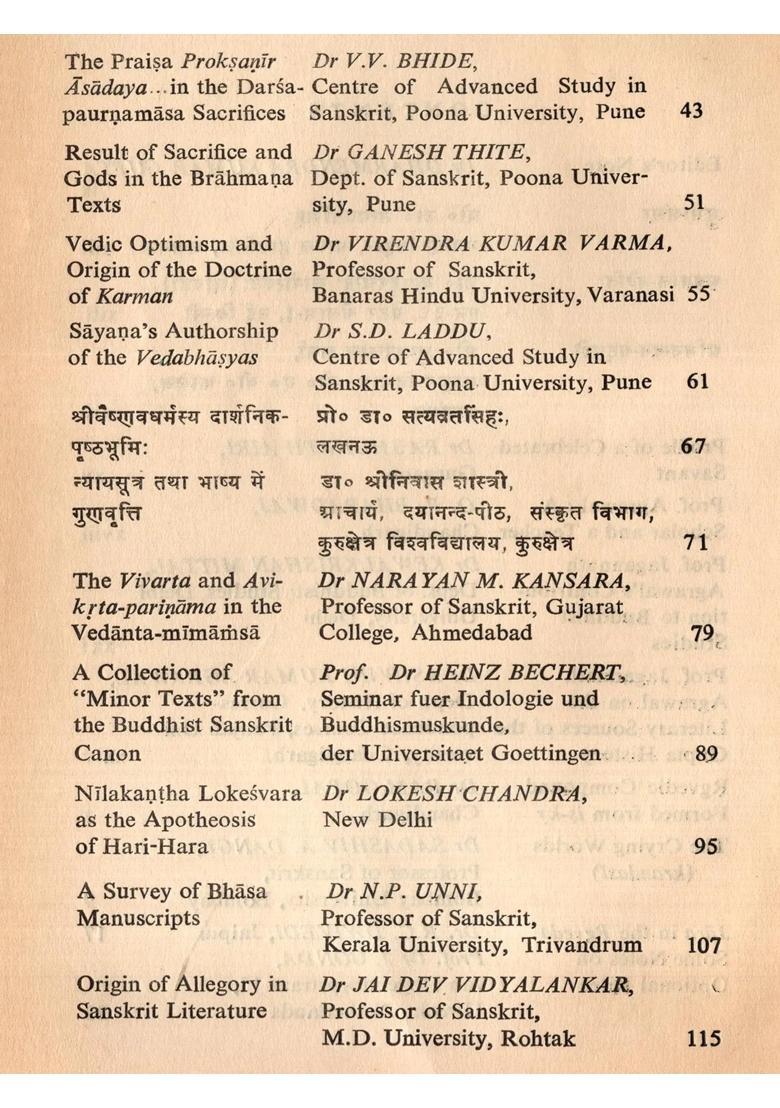 The Praiṣa Prokṣaṇīr Dr V.V. BHIDE,
Āsādaya...in the Darśa- Centre of Advanced Study in
paurṇamāsa Sacrifices Sanskrit, Poona University, Pune 43
Result of Sacrifice and Dr GANESH THITE,
Gods in the Brāhmaṇa Dept. of Sanskrit, Poona Univer-
Texts sity, Pune 51
Vedic Optimism and Dr VIRENDRA KUMAR VARMA,
Origin of the Doctrine Professor of Sanskrit,
of Karman Banaras Hindu University, Varanasi 55
Sāyaṇa's Authorship Dr S.D. LADDU,
of the Vedabhāṣyas Centre of Advanced Study in
Sanskrit, Poona University, Pune 61
श्रीवैष्णवधर्मस्य दार्शनिक- प्रो० डा० सत्यव्रतसिंहः,
पृष्ठभूमिः लखनऊ 67
न्यायसूत्र तथा भाष्य में डा० श्रीनिवास शास्त्री,
गुणवृत्ति आचार्य, दयानन्द-पीठ, संस्कृत विभाग,
कुरुक्षेत्र विश्वविद्यालय, कुरुक्षेत्र 71
The Vivarta and Avi- Dr NARAYAN M. KANSARA,
kṛta-pariṇāma in the Professor of Sanskrit, Gujarat
Vedānta-mīmāṁsā College, Ahmedabad 79
A Collection of Prof. Dr HEINZ BECHERT,
“Minor Texts” from Seminar fuer Indologie und
the Buddhist Sanskrit Buddhismuskunde,
Canon der Universitaet Goettingen 89
Nīlakaṇṭha Lokeśvara Dr LOKESH CHANDRA,
as the Apotheosis New Delhi
of Hari-Hara 95
A Survey of Bhāsa Dr N.P. UNNI,
Manuscripts Professor of Sanskrit,
Kerala University, Trivandrum 107
Origin of Allegory in Dr JAI DEV VIDYALANKAR,
Sanskrit Literature Professor of Sanskrit,
M.D. University, Rohtak 115